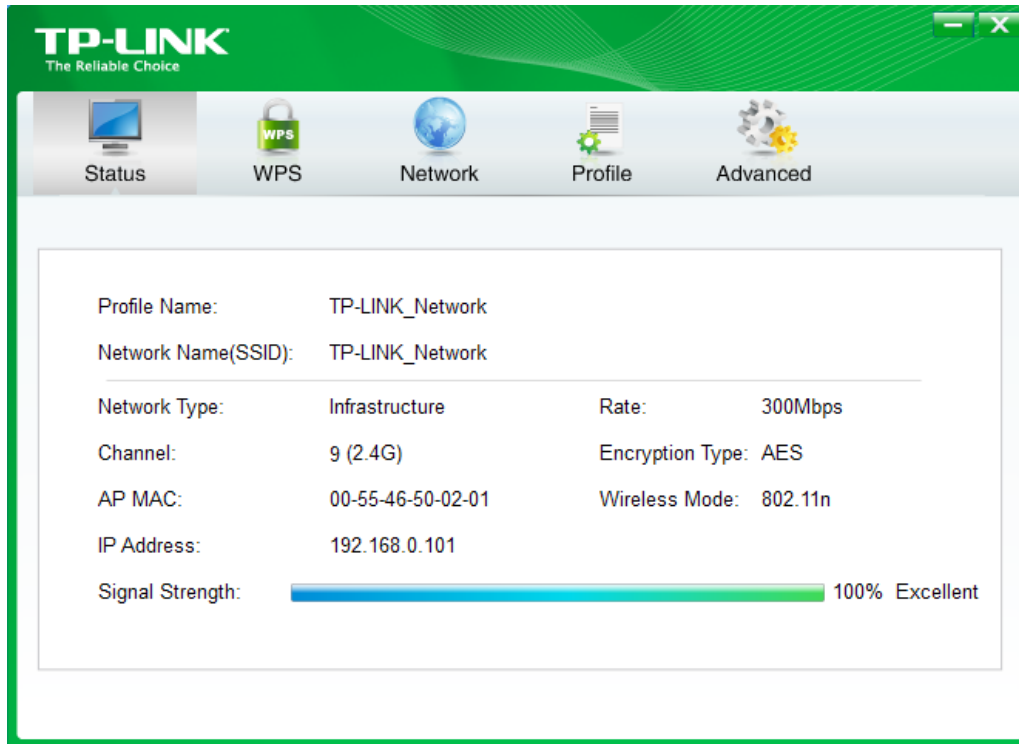 TP-LINK
The Reliable Choice
WPS
Status WPS Network Profile Advanced
Profile Name: TP-LINK_Network
Network Name(SSID): TP-LINK_Network
Network Type: Infrastructure Rate: 300Mbps
Channel: 9 (2.4G) Encryption Type: AES
AP MAC: 00-55-46-50-02-01 Wireless Mode: 802.11n
IP Address: 192.168.0.101
Signal Strength: 100% Excellent